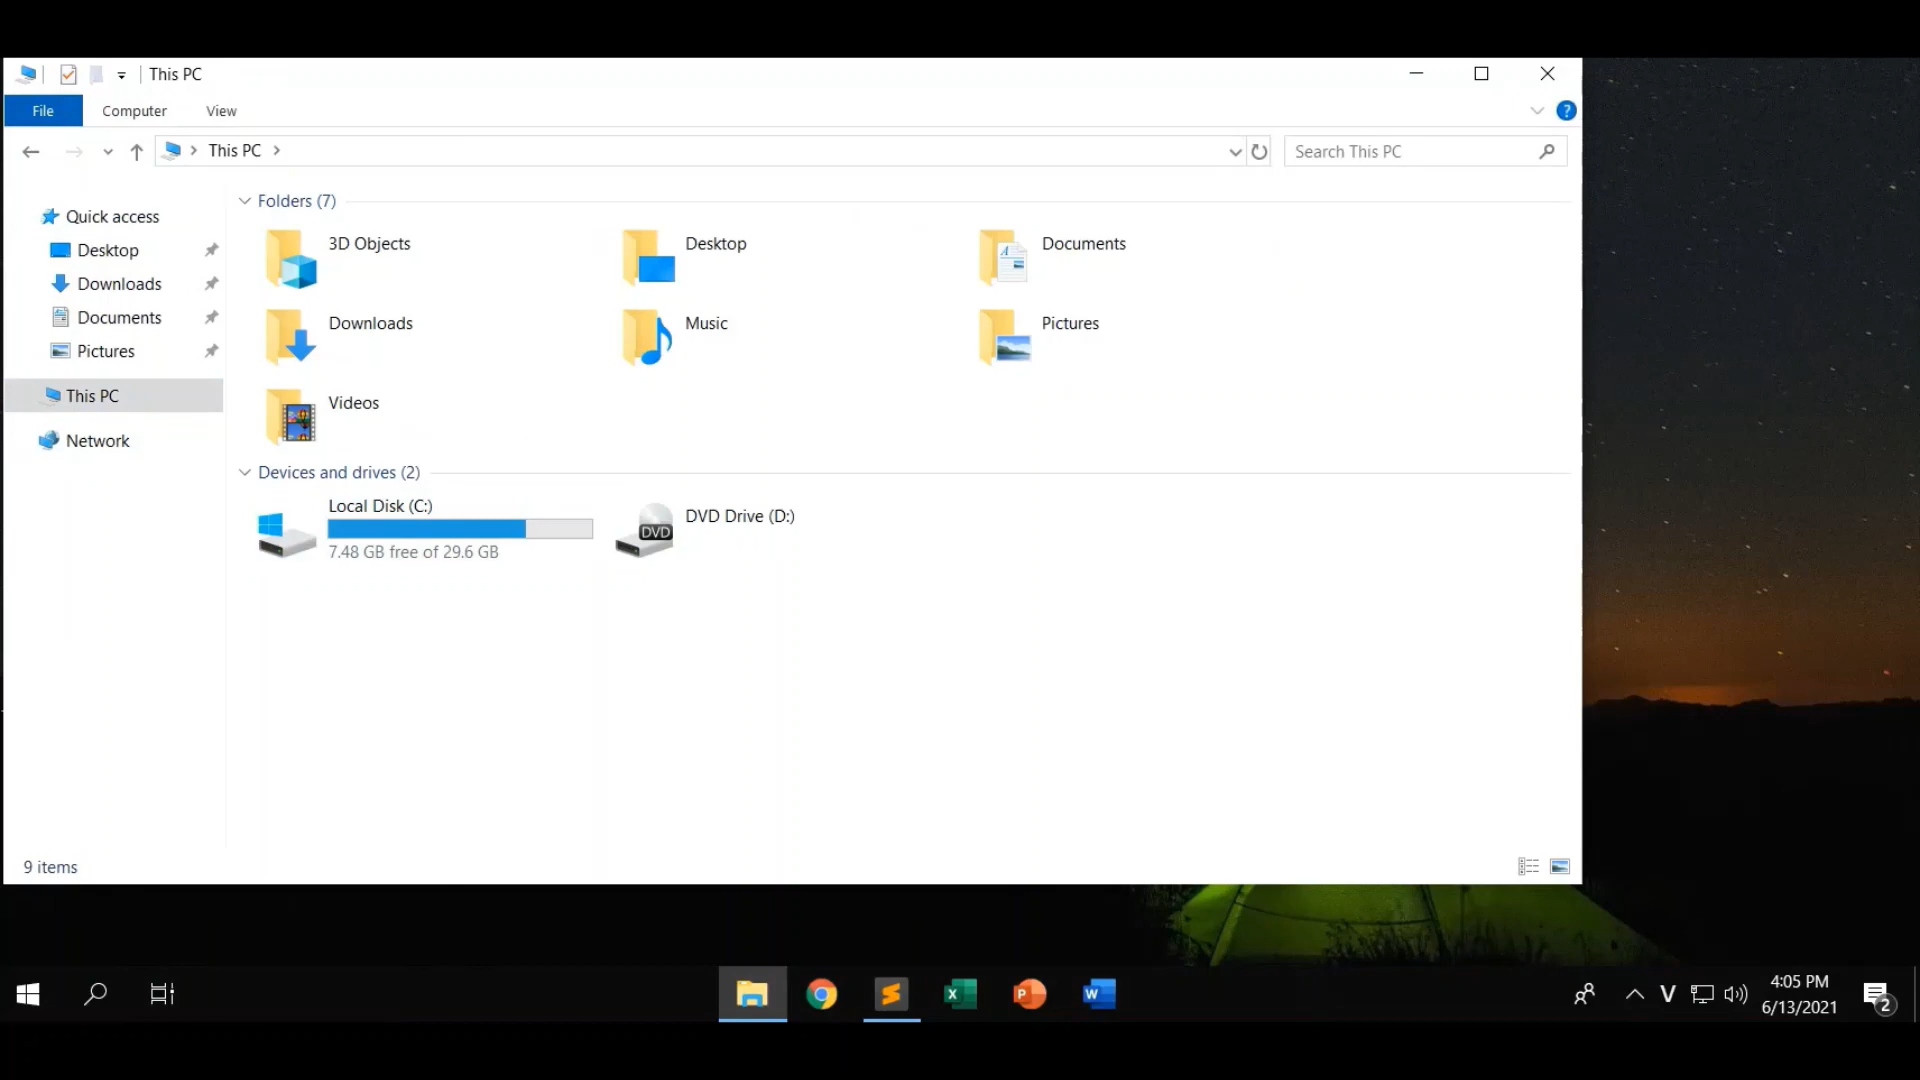 This PC
File Computer View
This PC
Search This PC
Quick access
Desktop
Downloads
Documents
Pictures
This PC
Network
Folders (7)
3D Objects
Desktop
Documents
Downloads
Music
Pictures
Videos
Devices and drives (2)
Local Disk (C:)
7.48 GB free of 29.6 GB
DVD
DVD Drive (D:)
9 items
4:05 PM
6/13/2021
V
2